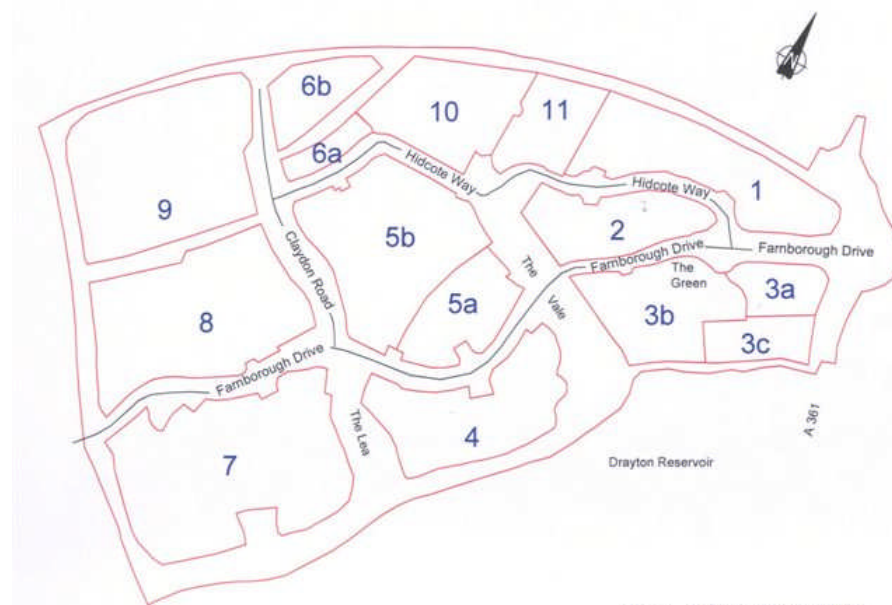 N
6b
10
11
6a
Hidcote Way
Hidcote Way
1
9
2
5b
Claydon Road
The
Vale
Farnborough Drive
Farnborough Drive
The
Green
3a
8
5a
3b
3c
Farnborough Drive
The Lea
4
A 361
7
Drayton Reservoir